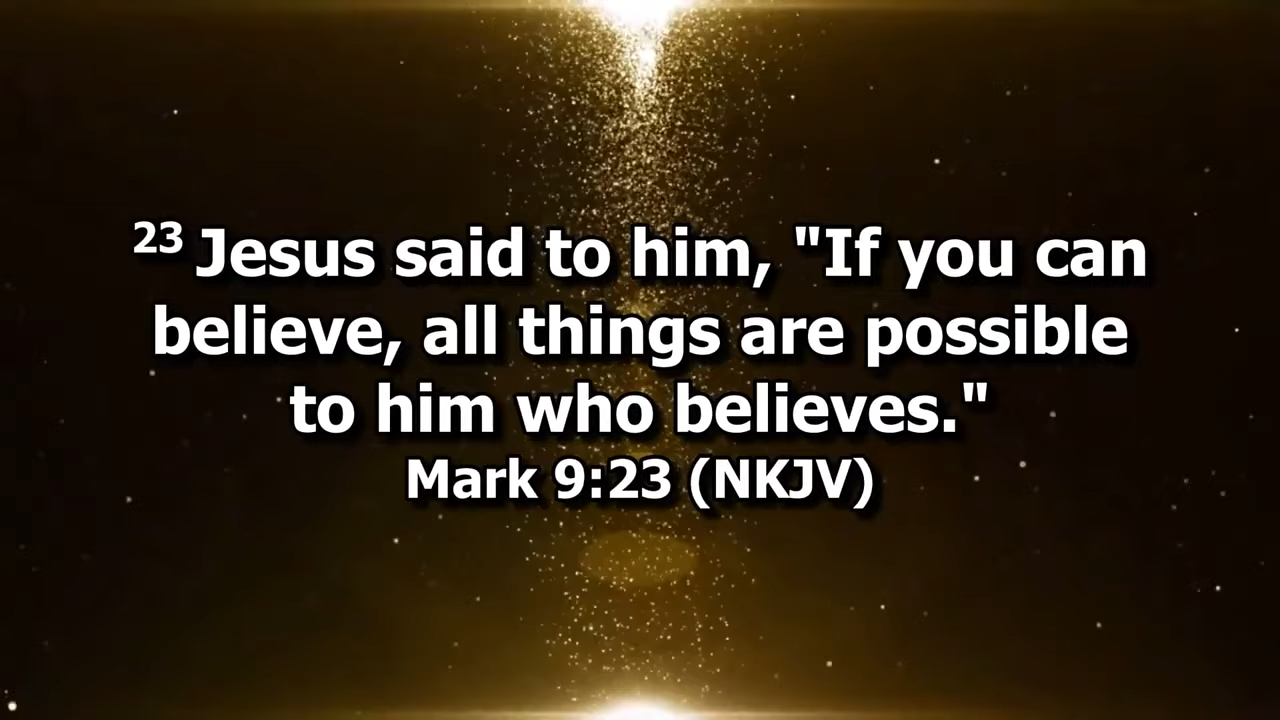 23 Jesus said to him, "If you can
believe, all things are possible
to him who believes."
Mark 9:23 (NKJV)